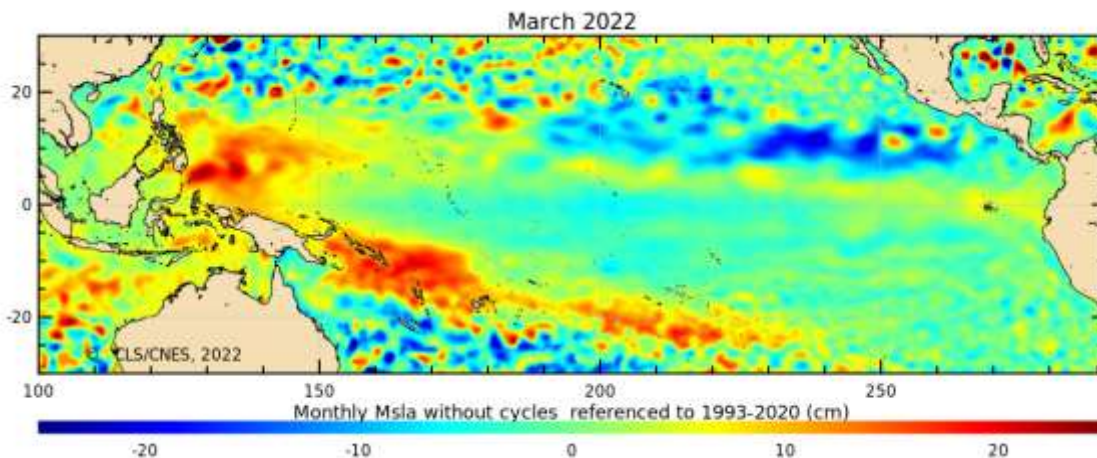 March 2022
20
0
-20
© CLS/CNES, 2022
100 150 200 250
Monthly Msla without cycles referenced to 1993-2020 (cm)
-20 -10 0 10 20